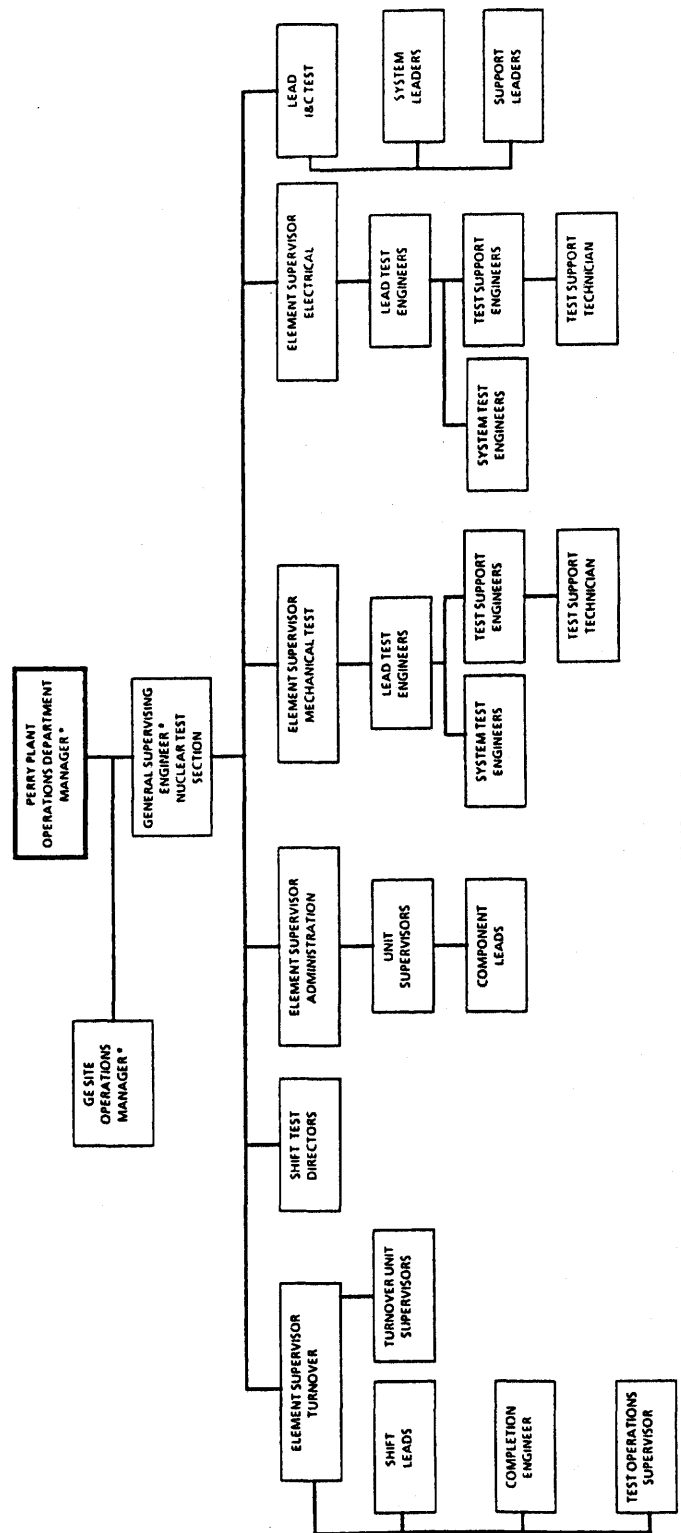 PERRY PLANT
OPERATIONS DEPARTMENT
MANAGER*
GE SITE
OPERATIONS
MANAGER*
GENERAL SUPERVISING
ENGINEER*
NUCLEAR TEST
SECTION
ELEMENT SUPERVISOR
TURNOVER
SHIFT TEST
DIRECTORS
ELEMENT SUPERVISOR
ADMINISTRATION
ELEMENT SUPERVISOR
MECHANICAL TEST
ELEMENT SUPERVISOR
ELECTRICAL
LEAD
I&C TEST
SHIFT
LEADS
TURNOVER UNIT
SUPERVISORS
UNIT
SUPERVISORS
LEAD TEST
ENGINEERS
LEAD TEST
ENGINEERS
SYSTEM
LEADERS
COMPLETION
ENGINEER
COMPONENT
LEADS
SYSTEM TEST
ENGINEERS
TEST SUPPORT
ENGINEERS
SYSTEM TEST
ENGINEERS
TEST SUPPORT
ENGINEERS
SUPPORT
LEADERS
TEST OPERATIONS
SUPERVISOR
TEST SUPPORT
TECHNICIAN
TEST SUPPORT
TECHNICIAN